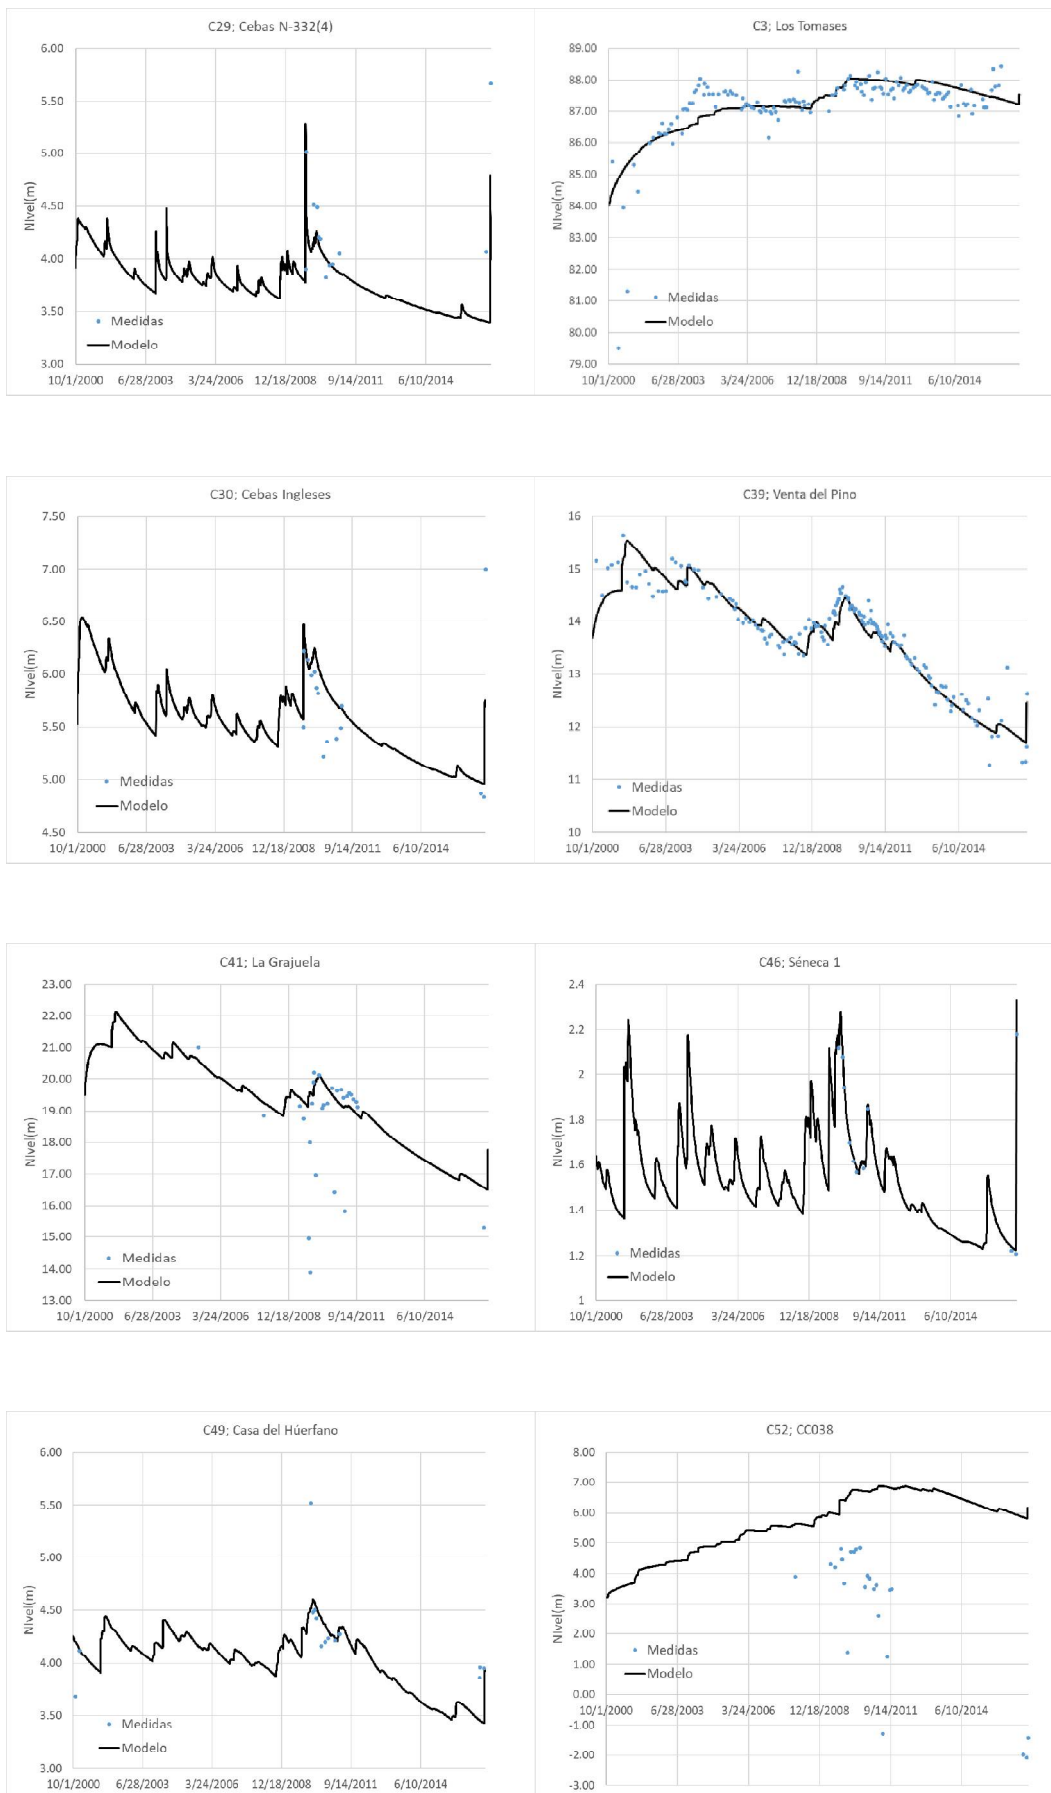 C29; Cebas N-332(4)
6.00
5.50
5.00
4.50
4.00
3.50
3.00
Nivel(m)
Medidas
Modelo
10/1/2000 6/28/2003 3/24/2006 12/18/2008 9/14/2011 6/10/2014
C3; Los Tomases
89.00
88.00
87.00
86.00
85.00
84.00
83.00
82.00
81.00
80.00
79.00
Nivel(m)
Medidas
Modelo
10/1/2000 6/28/2003 3/24/2006 12/18/2008 9/14/2011 6/10/2014
C30; Cebas Ingleses
7.50
7.00
6.50
6.00
5.50
5.00
4.50
Nivel(m)
Medidas
Modelo
10/1/2000 6/28/2003 3/24/2006 12/18/2008 9/14/2011 6/10/2014
C39; Venta del Pino
16
15
14
13
12
11
10
Nivel(m)
Medidas
Modelo
10/1/2000 6/28/2003 3/24/2006 12/18/2008 9/14/2011 6/10/2014
C41; La Grajuela
23.00
22.00
21.00
20.00
19.00
18.00
17.00
16.00
15.00
14.00
13.00
Nivel(m)
Medidas
Modelo
10/1/2000 6/28/2003 3/24/2006 12/18/2008 9/14/2011 6/10/2014
C46; Séneca 1
2.4
2.2
2
1.8
1.6
1.4
1.2
1
Nivel(m)
Medidas
Modelo
10/1/2000 6/28/2003 3/24/2006 12/18/2008 9/14/2011 6/10/2014
C49; Casa del Húerfano
6.00
5.50
5.00
4.50
4.00
3.50
3.00
Nivel(m)
Medidas
Modelo
10/1/2000 6/28/2003 3/24/2006 12/18/2008 9/14/2011 6/10/2014
C52; CC038
8.00
7.00
6.00
5.00
4.00
3.00
2.00
1.00
0.00
-1.00
-2.00
-3.00
Nivel(m)
Medidas
Modelo
10/1/2000 6/28/2003 3/24/2006 12/18/2008 9/14/2011 6/10/2014